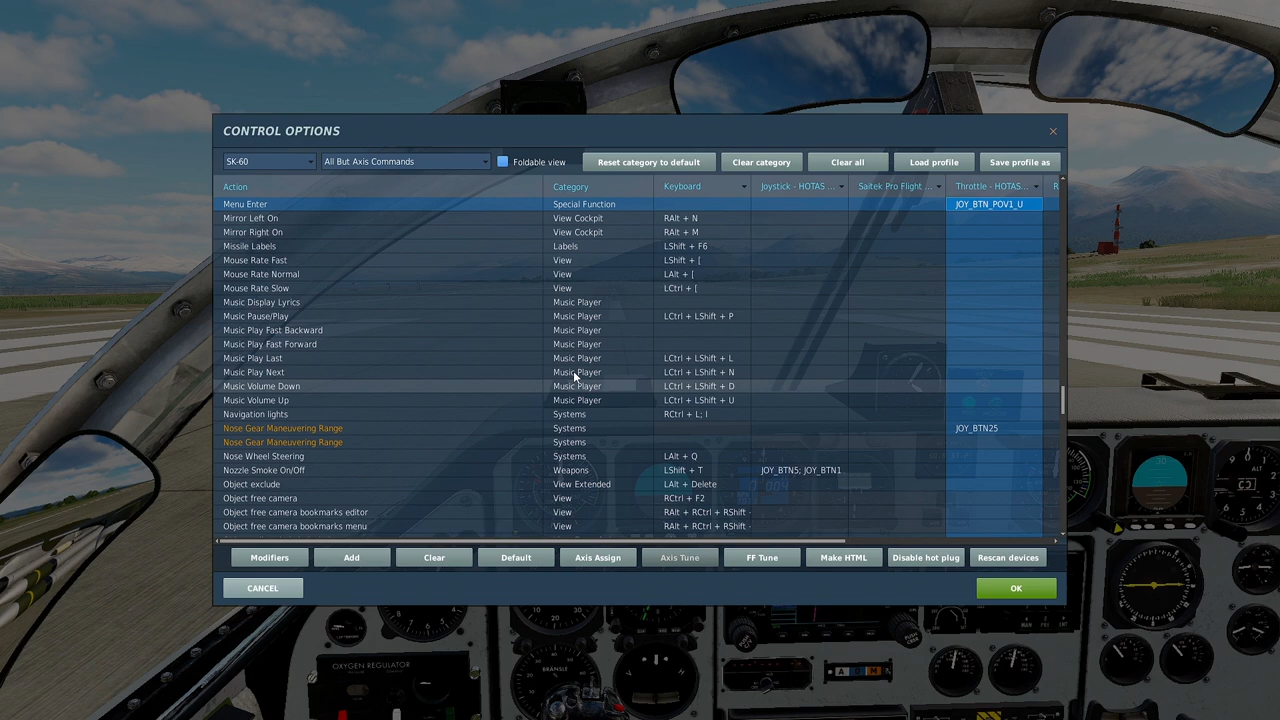 CONTROL OPTIONS
SK-60 All But Axis Commands Foldable view Reset category to default Clear category Clear all Load profile Save profile as
Action Category Keyboard Joystick - HOTAS ... Saitek Pro Flight ... Throttle - HOTAS... R
Menu Enter Special Function JOY_BTN_POV1_U
Mirror Left On View Cockpit RAlt + N
Mirror Right On View Cockpit RAlt + M
Missile Labels Labels LShift + F6
Mouse Rate Fast View LShift + [
Mouse Rate Normal View LAlt + [
Mouse Rate Slow View LCtrl + [
Music Display Lyrics Music Player
Music Pause/Play Music Player LCtrl + LShift + P
Music Play Fast Backward Music Player
Music Play Fast Forward Music Player
Music Play Last Music Player LCtrl + LShift + L
Music Play Next Music Player LCtrl + LShift + N
Music Volume Down Music Player LCtrl + LShift + D
Music Volume Up Music Player LCtrl + LShift + U
Navigation lights Systems RCtrl + L; l
Nose Gear Maneuvering Range Systems JOY_BTN25
Nose Gear Maneuvering Range Systems
Nose Wheel Steering Systems LAlt + Q
Nozzle Smoke On/Off Weapons LShift + T JOY_BTN5; JOY_BTN1
Object exclude View Extended LAlt + Delete
Object free camera View RCtrl + F2
Object free camera bookmarks editor View RAlt + RCtrl + RShift -
Object free camera bookmarks menu View RAlt + RCtrl + RShift -
Modifiers Add Clear Default Axis Assign Axis Tune FF Tune Make HTML Disable hot plug Rescan devices
CANCEL OK
OXYGEN REGULATOR
BRÄNSLE
ALT
PUSH